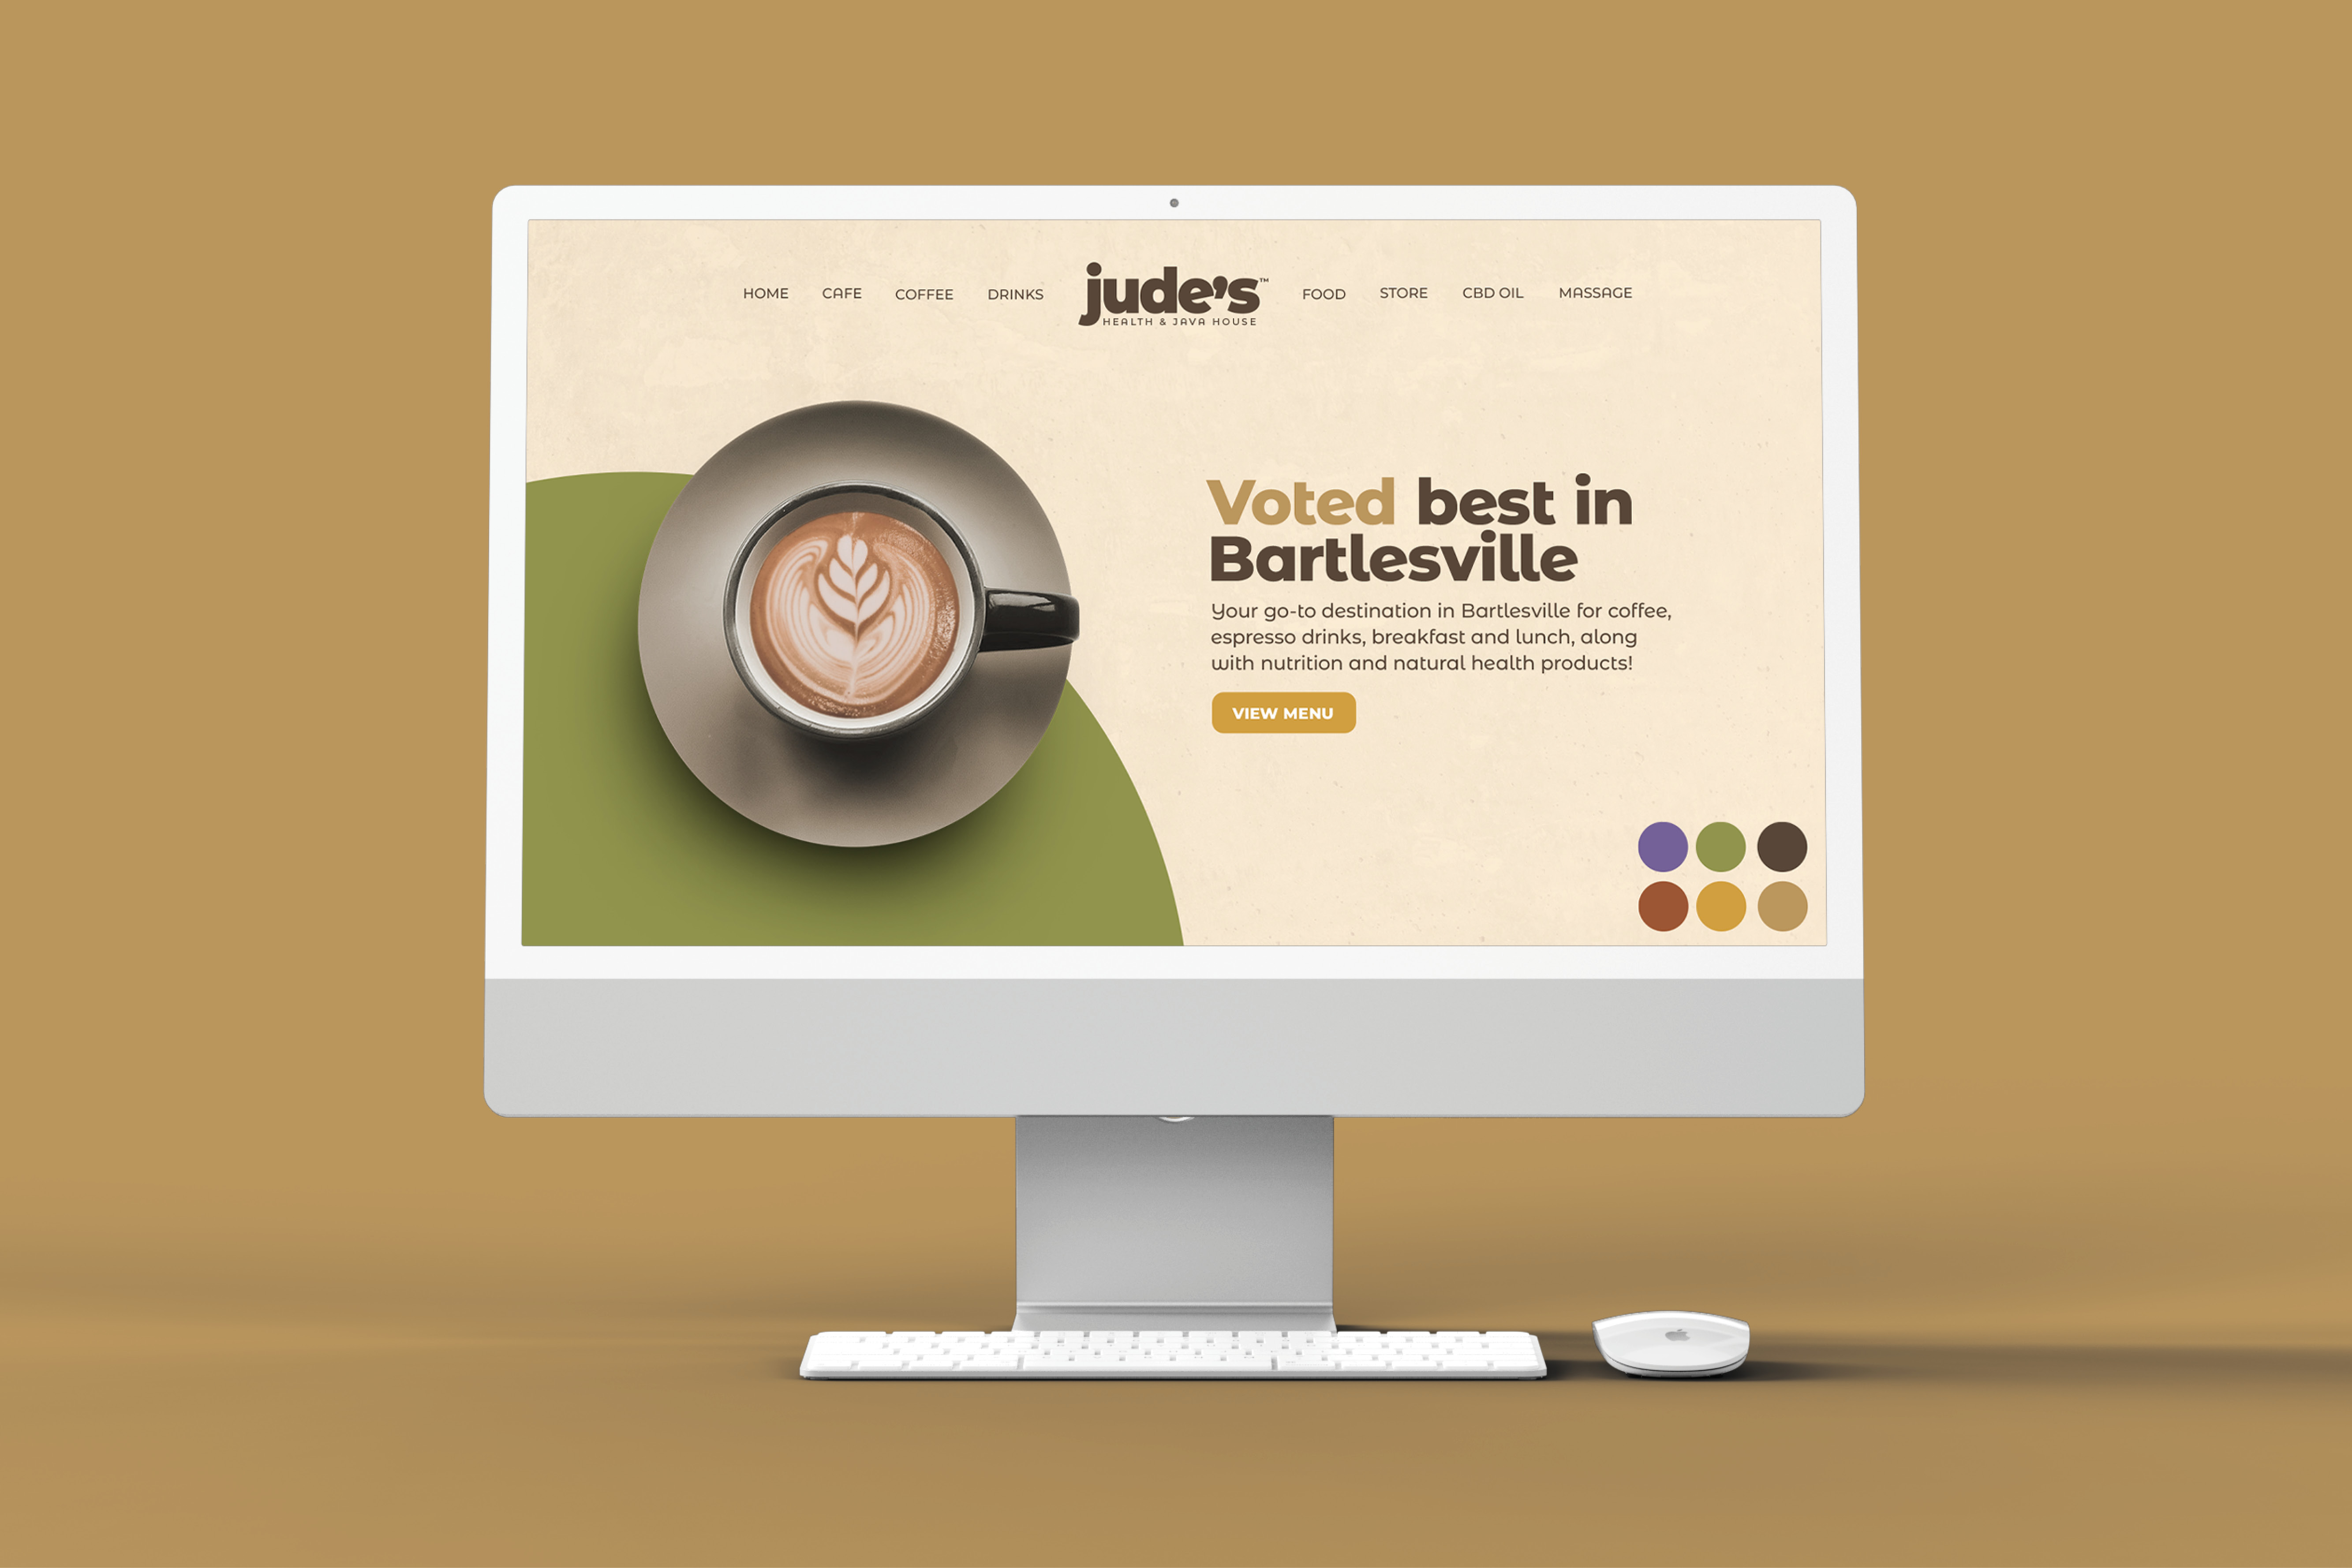 HOME CAFE COFFEE DRINKS jude's™ FOOD STORE CBD OIL MASSAGE
HEALTH & JAVA HOUSE
Voted best in
Bartlesville
Your go-to destination in Bartlesville for coffee,
espresso drinks, breakfast and lunch, along
with nutrition and natural health products!
VIEW MENU